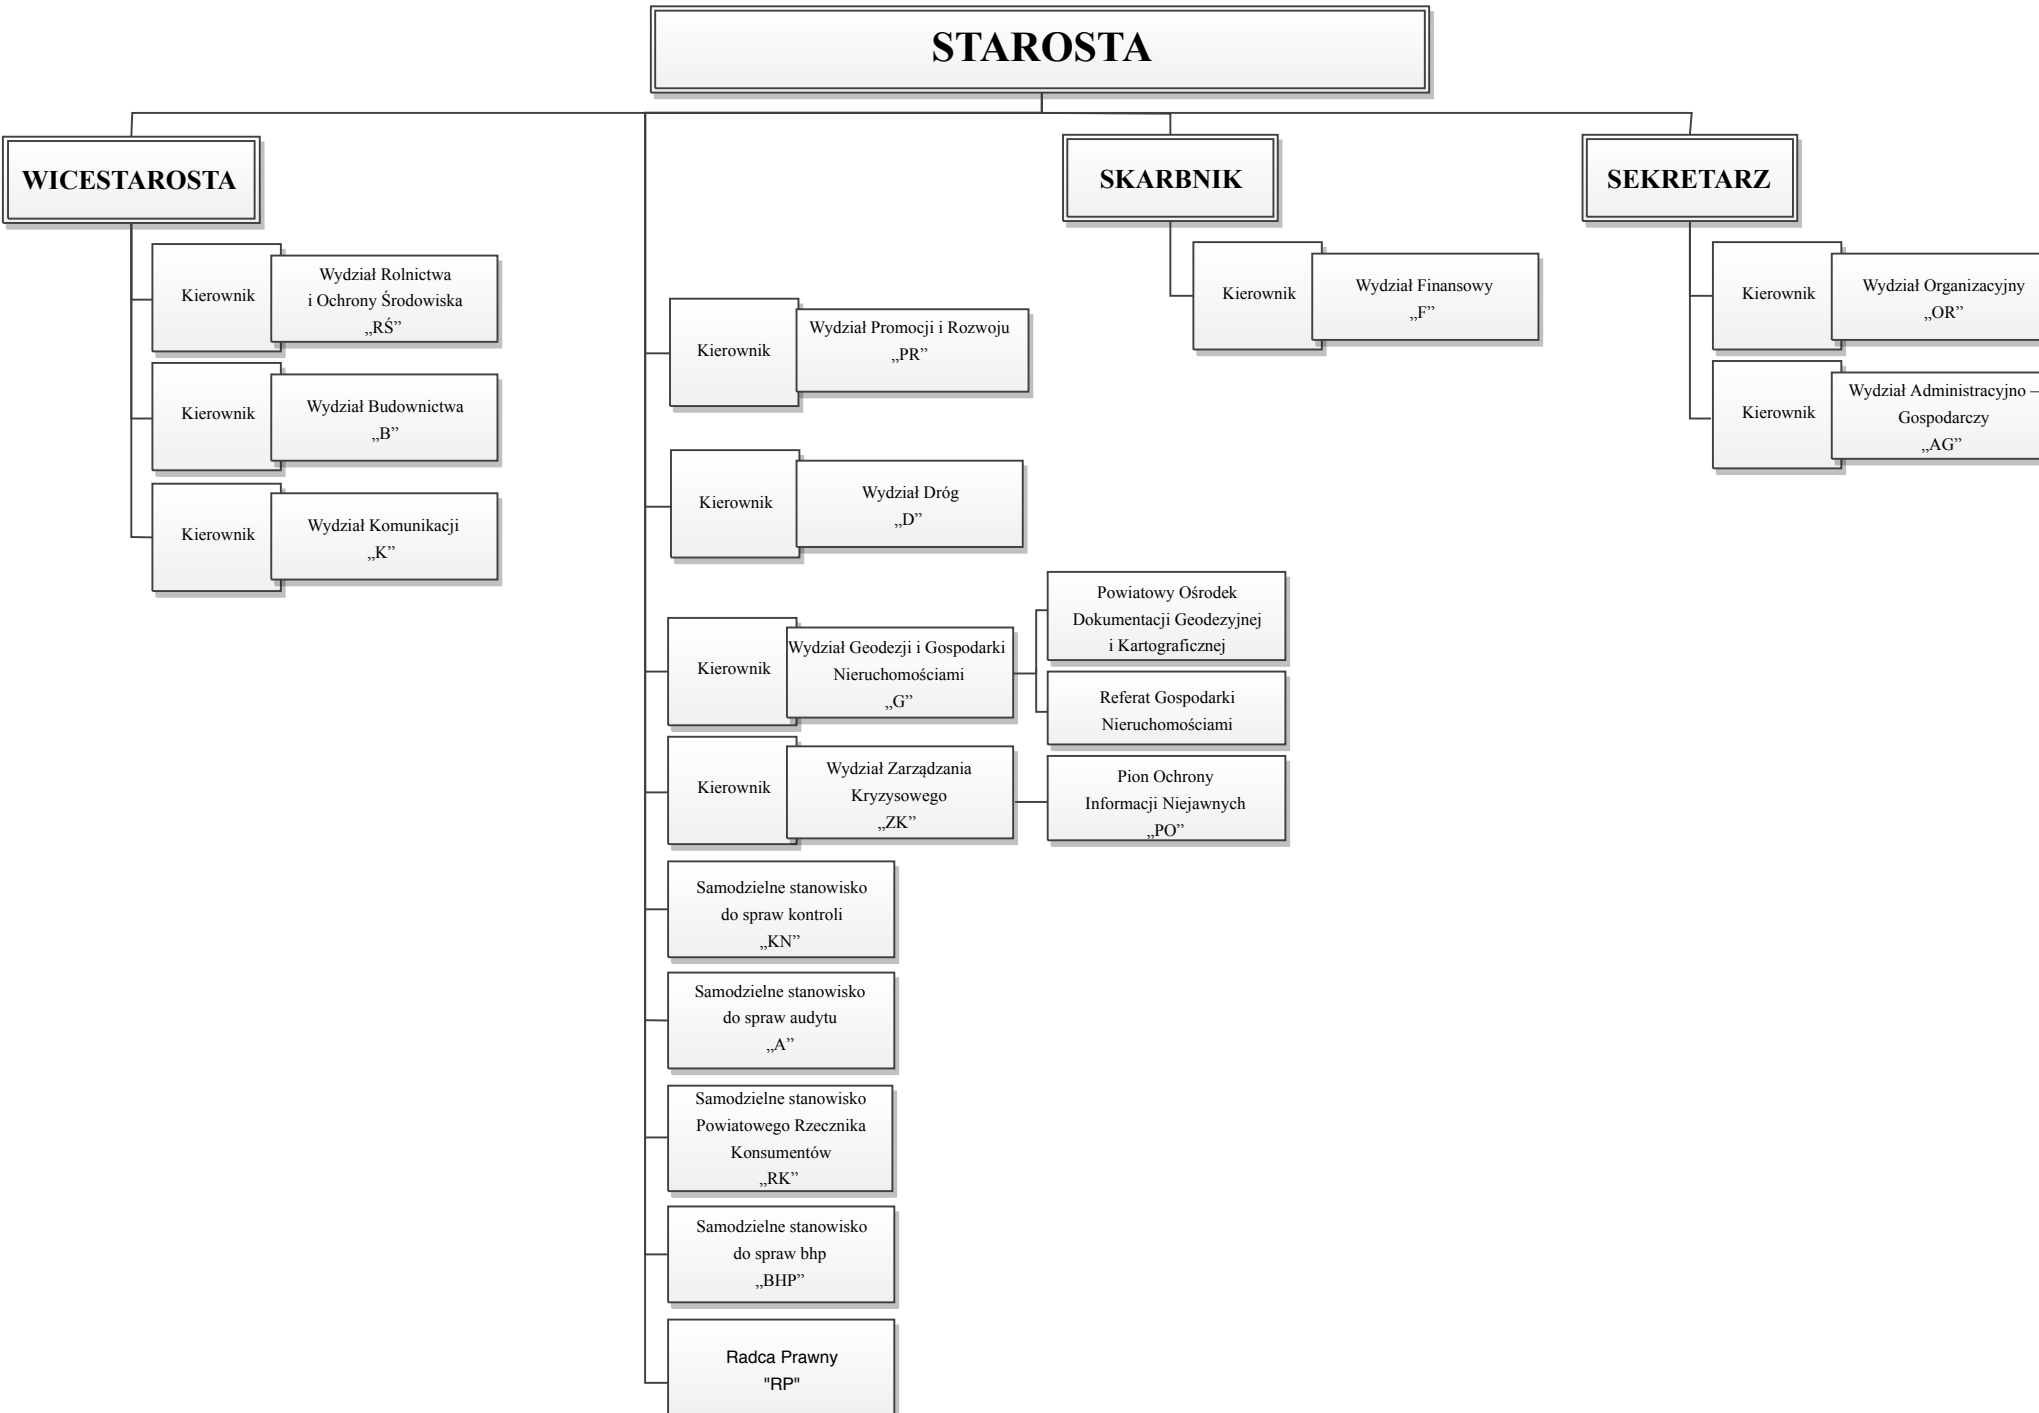 STAROSTA
WICESTAROSTA
Kierownik
Wydział Rolnictwa
i Ochrony Środowiska
„RŚ”
Kierownik
Wydział Budownictwa
„B”
Kierownik
Wydział Komunikacji
„K”
Kierownik
Wydział Promocji i Rozwoju
„PR”
Kierownik
Wydział Dróg
„D”
Kierownik
Wydział Geodezji i Gospodarki
Nieruchomościami
„G”
Powiatowy Ośrodek
Dokumentacji Geodezyjnej
i Kartograficznej
Referat Gospodarki
Nieruchomościami
Kierownik
Wydział Zarządzania
Kryzysowego
„ZK”
Pion Ochrony
Informacji Niejawnych
„PO”
Samodzielne stanowisko
do spraw kontroli
„KN”
Samodzielne stanowisko
do spraw audytu
„A”
Samodzielne stanowisko
Powiatowego Rzecznika
Konsumentów
„RK”
Samodzielne stanowisko
do spraw bhp
„BHP”
Radca Prawny
"RP"
SKARBNIK
Kierownik
Wydział Finansowy
„F”
SEKRETARZ
Kierownik
Wydział Organizacyjny
„OR”
Kierownik
Wydział Administracyjno –
Gospodarczy
„AG”